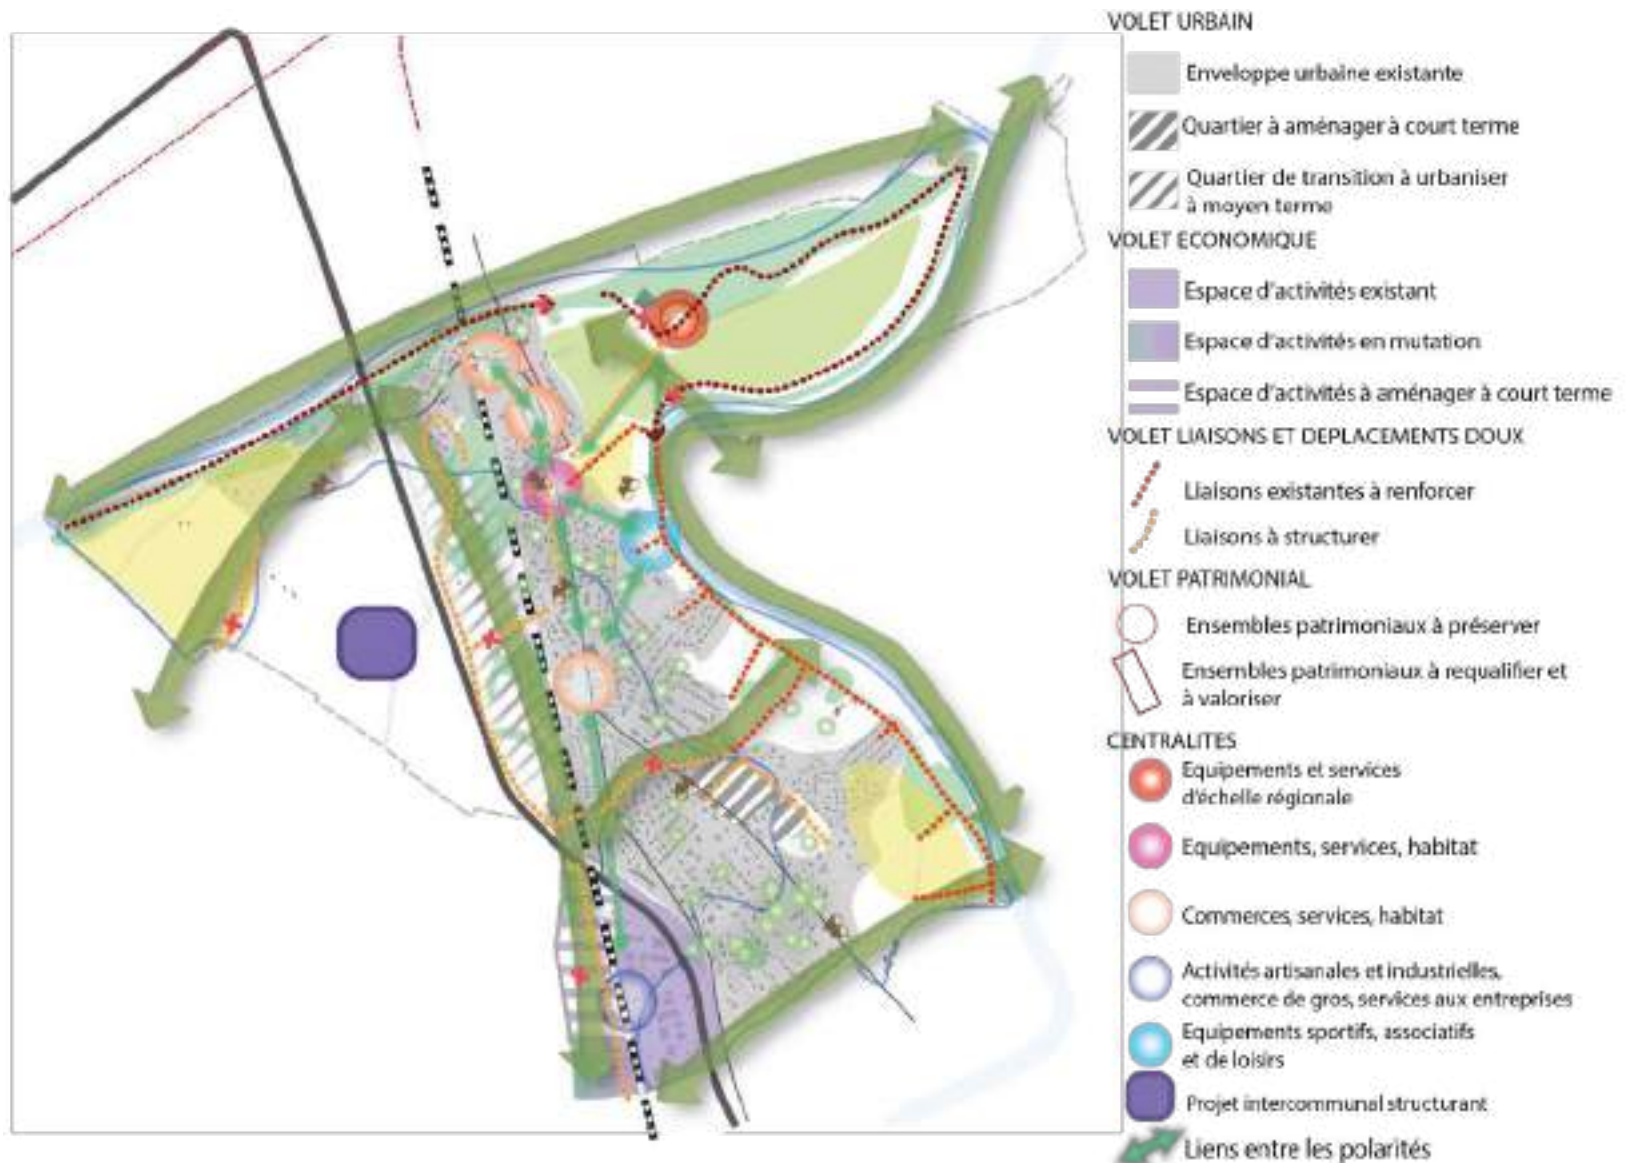 VOLET URBAIN
Enveloppe urbaine existante
Quartier à aménager à court terme
Quartier de transition à urbaniser
à moyen terme
VOLET ECONOMIQUE
Espace d'activités existant
Espace d'activités en mutation
Espace d'activités à aménager à court terme
VOLET LIAISONS ET DEPLACEMENTS DOUX
Liaisons existantes à renforcer
Liaisons à structurer
VOLET PATRIMONIAL
Ensembles patrimoniaux à préserver
Ensembles patrimoniaux à requalifier et
à valoriser
CENTRALITES
Equipements et services
d'échelle régionale
Equipements, services, habitat
Commerces, services, habitat
Activités artisanales et industrielles,
commerce de gros, services aux entreprises
Equipements sportifs, associatifs
et de loisirs
Projet intercommunal structurant
Liens entre les polarités